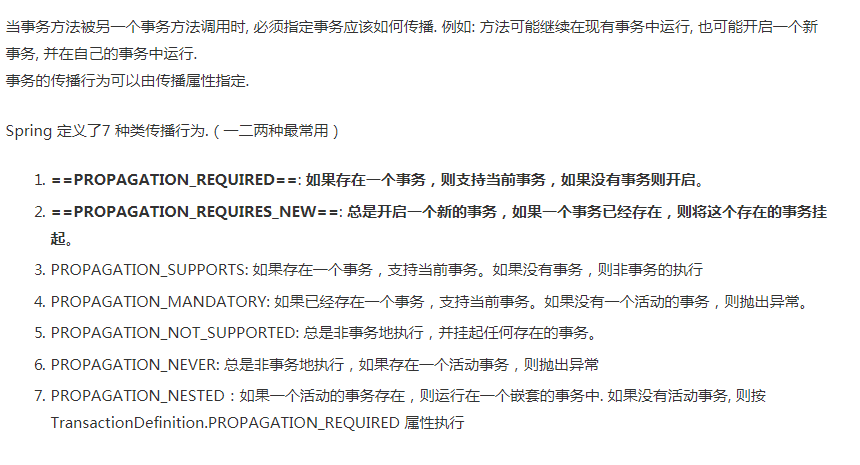 当事务方法被另一个事务方法调用时, 必须指定事务应该如何传播. 例如: 方法可能继续在现有事务中运行, 也可能开启一个新
事务, 并在自己的事务中运行.
事务的传播行为可以由传播属性指定.
Spring 定义了7 种类传播行为.（一二两种最常用）
1. ==PROPAGATION_REQUIRED==: 如果存在一个事务，则支持当前事务，如果没有事务则开启。
2. ==PROPAGATION_REQUIRES_NEW==: 总是开启一个新的事务，如果一个事务已经存在，则将这个存在的事务挂
起。
3. PROPAGATION_SUPPORTS: 如果存在一个事务，支持当前事务。如果没有事务，则非事务的执行
4. PROPAGATION_MANDATORY: 如果已经存在一个事务，支持当前事务。如果没有一个活动的事务，则抛出异常。
5. PROPAGATION_NOT_SUPPORTED: 总是非事务地执行，并挂起任何存在的事务。
6. PROPAGATION_NEVER: 总是非事务地执行，如果存在一个活动事务，则抛出异常
7. PROPAGATION_NESTED：如果一个活动的事务存在，则运行在一个嵌套的事务中. 如果没有活动事务, 则按
TransactionDefinition.PROPAGATION_REQUIRED 属性执行